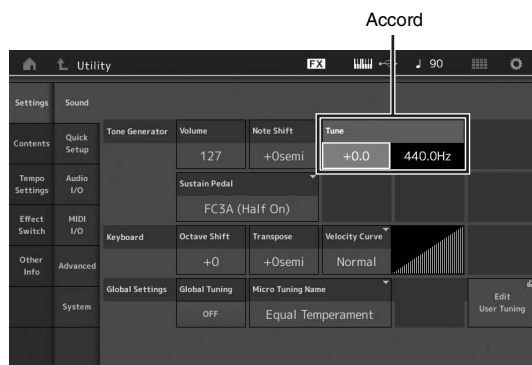 Accord
Utility
FX
90
Settings
Sound
Contents
Quick Setup
Tempo Settings
Audio I/O
Effect Switch
MIDI I/O
Other Info
Advanced
System
Tone Generator
Volume
127
Note Shift
+0semi
Tune
+0.0
440.0Hz
Sustain Pedal
FC3A (Half On)
Keyboard
Octave Shift
+0
Transpose
+0semi
Velocity Curve
Normal
Global Settings
Global Tuning
OFF
Micro Tuning Name
Equal Temperament
Edit
User Tuning